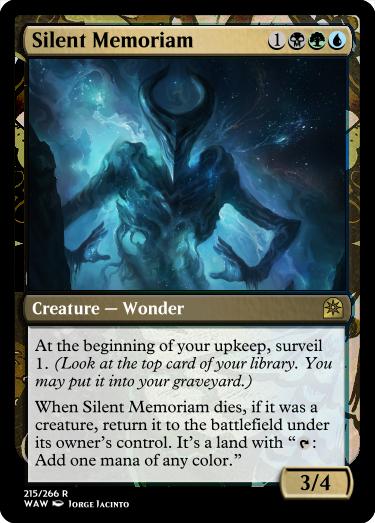 Silent Memoriam 1
Creature — Wonder
At the beginning of your upkeep, surveil
1. (Look at the top card of your library. You
may put it into your graveyard.)
When Silent Memoriam dies, if it was a
creature, return it to the battlefield under
its owner's control. It's a land with “ :
Add one mana of any color.”
3/4
215/266 R
WAW Jorge Jacinto